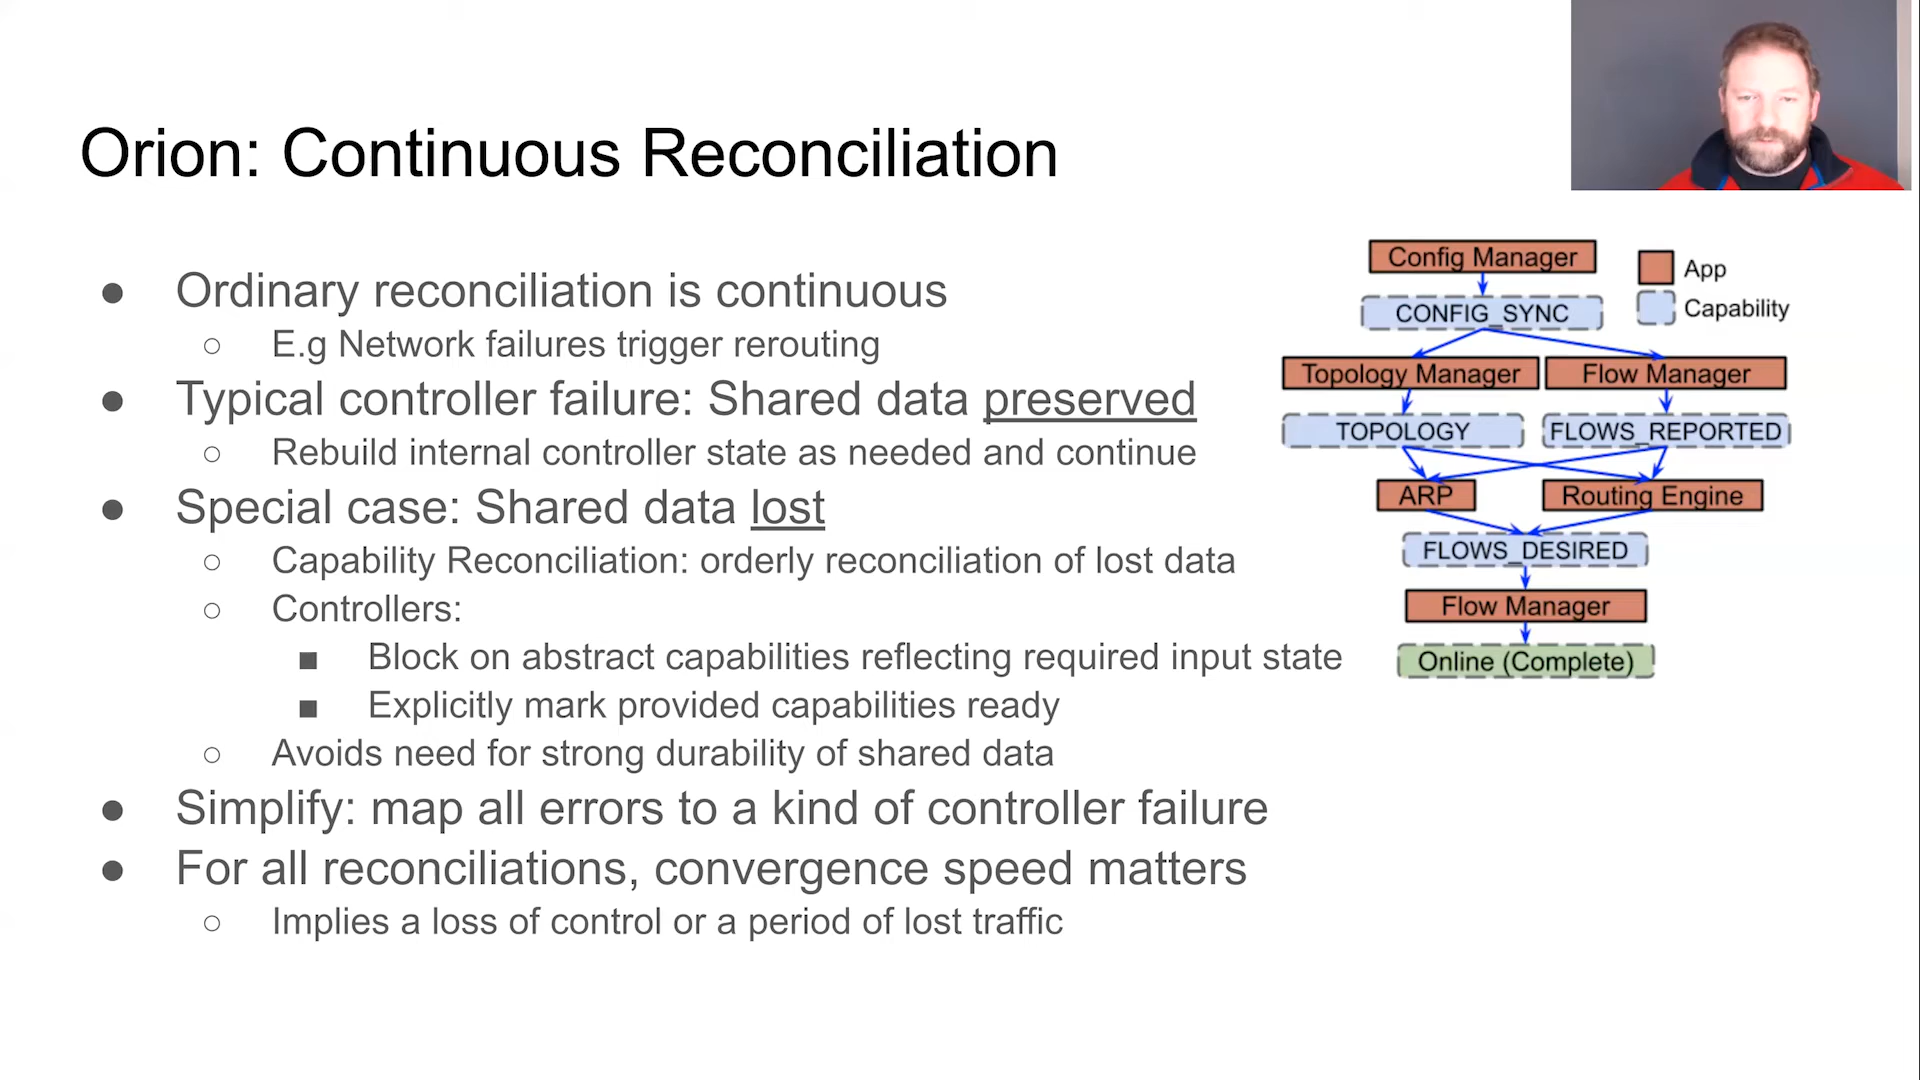 Orion: Continuous Reconciliation
● Ordinary reconciliation is continuous
○ E.g Network failures trigger rerouting
● Typical controller failure: Shared data preserved
○ Rebuild internal controller state as needed and continue
● Special case: Shared data lost
○ Capability Reconciliation: orderly reconciliation of lost data
○ Controllers:
■ Block on abstract capabilities reflecting required input state
■ Explicitly mark provided capabilities ready
○ Avoids need for strong durability of shared data
● Simplify: map all errors to a kind of controller failure
● For all reconciliations, convergence speed matters
○ Implies a loss of control or a period of lost traffic
Config Manager
App
CONFIG_SYNC
Capability
Topology Manager
Flow Manager
TOPOLOGY
FLOWS_REPORTED
ARP
Routing Engine
FLOWS_DESIRED
Flow Manager
Online (Complete)